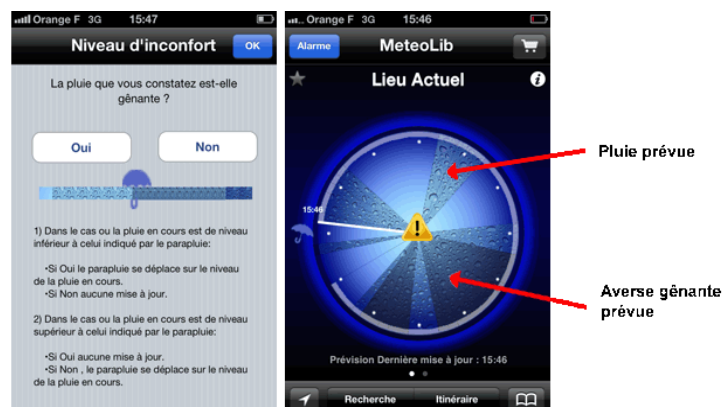 Orange F 3G 15:47
Niveau d'inconfort OK
La pluie que vous constatez est-elle
gênante ?
Oui Non
1) Dans le cas ou la pluie en cours est de niveau
inférieur à celui indiqué par le parapluie:
•Si Oui le parapluie se déplace sur le niveau
de la pluie en cours.
•Si Non aucune mise à jour.
2) Dans le cas ou la pluie en cours est de niveau
supérieur à celui indiqué par le parapluie:
•Si Oui aucune mise à jour.
•Si Non , le parapluie se déplace sur le niveau
de la pluie en cours.
Orange F 3G 15:46
Alarme MeteoLib
Lieu Actuel
15:46
Prévision Dernière mise à jour : 15:46
Recherche Itinéraire
Pluie prévue
Averse gênante
prévue